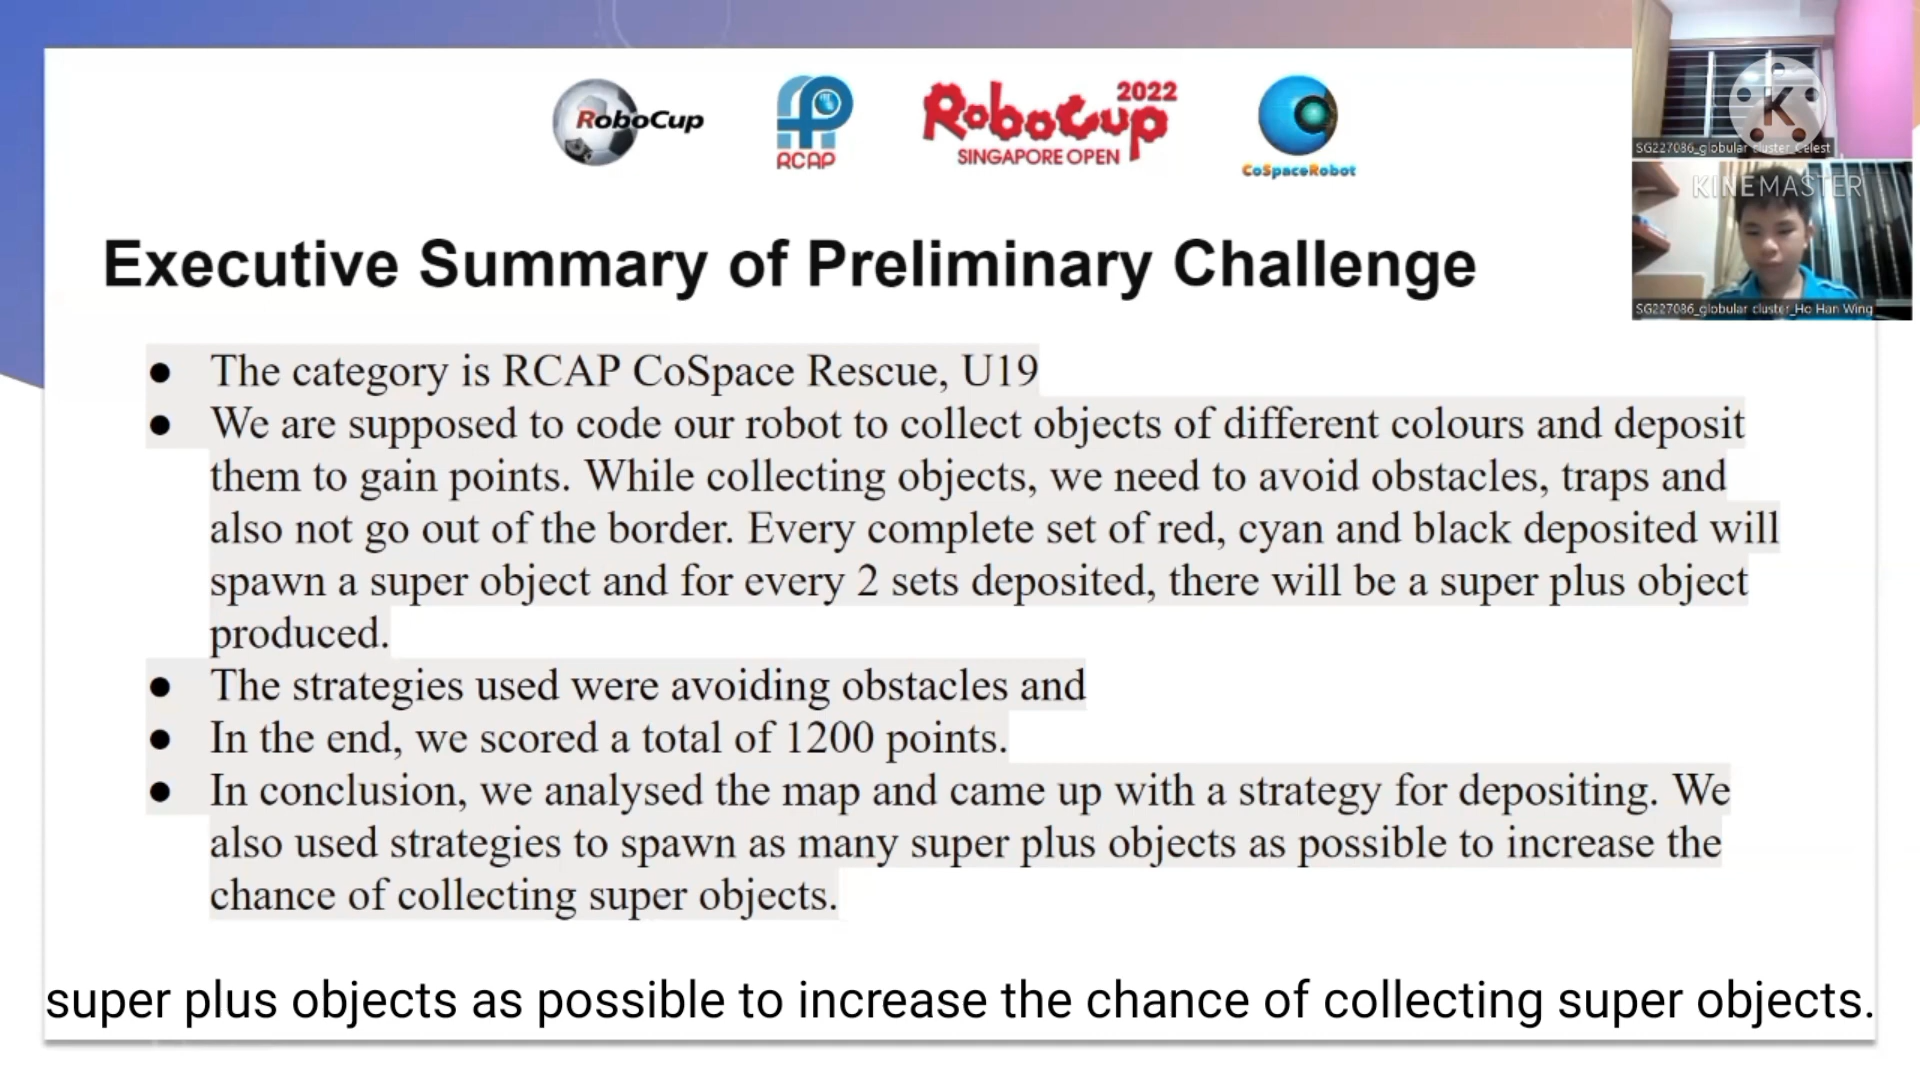 RoboCup
RCAP
RoboCup 2022
SINGAPORE OPEN
CoSpaceRobot
K
SG227086_globular cluster_Celest
KINEMASTER
SG227086_globular cluster_Ho Han Wing
Executive Summary of Preliminary Challenge
● The category is RCAP CoSpace Rescue, U19
● We are supposed to code our robot to collect objects of different colours and deposit
them to gain points. While collecting objects, we need to avoid obstacles, traps and
also not go out of the border. Every complete set of red, cyan and black deposited will
spawn a super object and for every 2 sets deposited, there will be a super plus object
produced.
● The strategies used were avoiding obstacles and
● In the end, we scored a total of 1200 points.
● In conclusion, we analysed the map and came up with a strategy for depositing. We
also used strategies to spawn as many super plus objects as possible to increase the
chance of collecting super objects.
super plus objects as possible to increase the chance of collecting super objects.